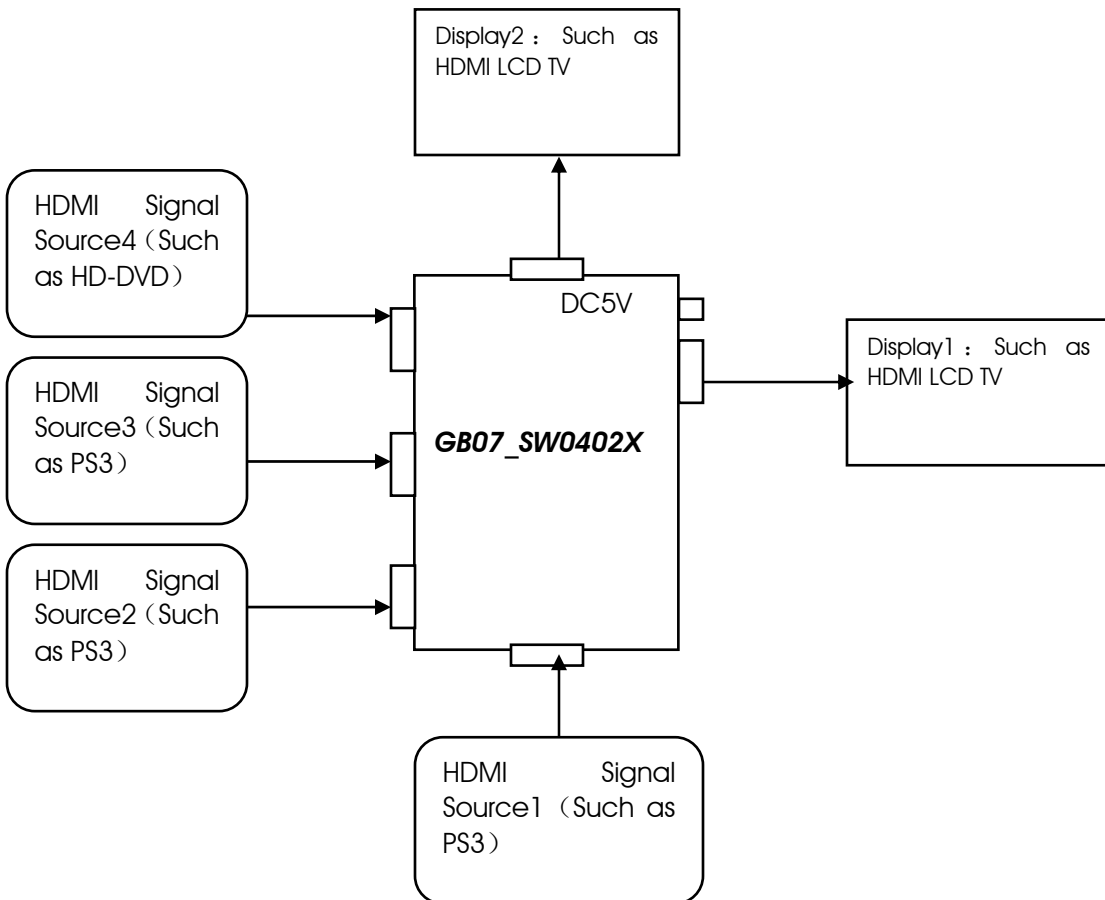 Display2： Such as
HDMI LCD TV
HDMI Signal
Source4（Such
as HD-DVD）
DC5V
Display1： Such as
HDMI LCD TV
HDMI Signal
Source3（Such
as PS3）
GB07_SW0402X
HDMI Signal
Source2（Such
as PS3）
HDMI Signal
Source1（Such as
PS3）